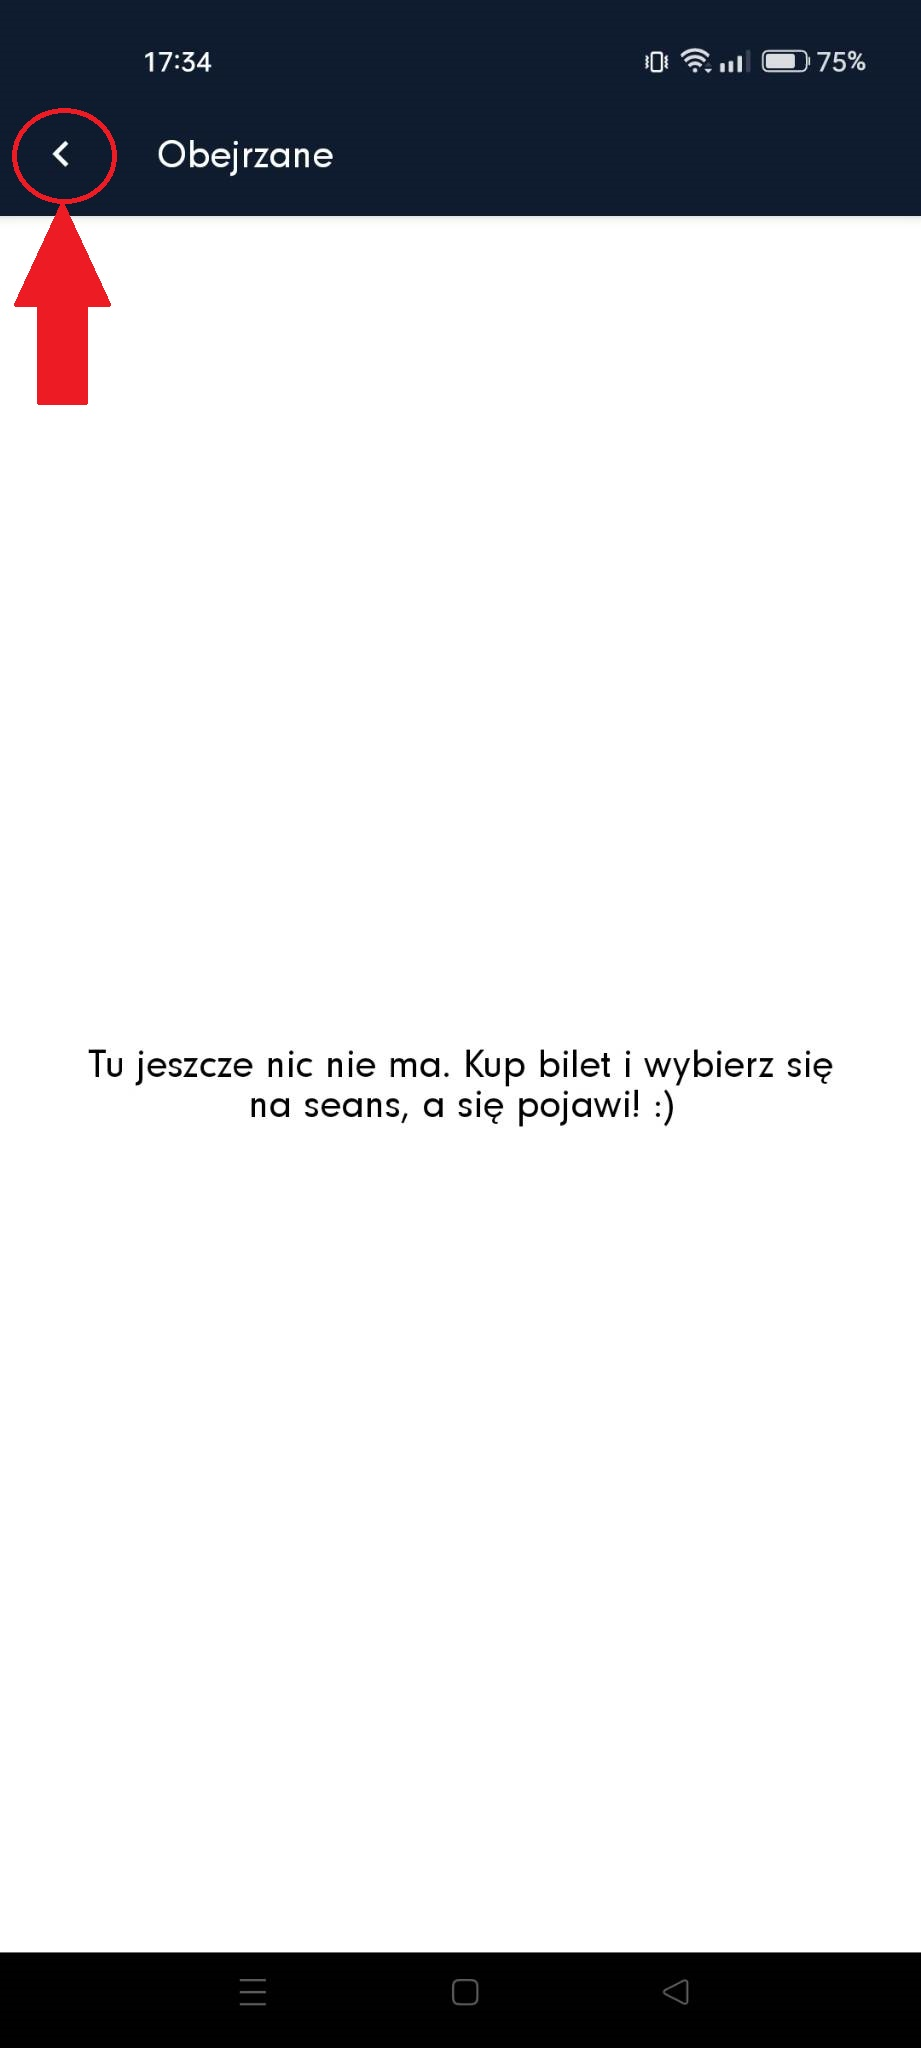 17:34
75%
Obejrzane
Tu jeszcze nic nie ma. Kup bilet i wybierz się
na seans, a się pojawi! :)